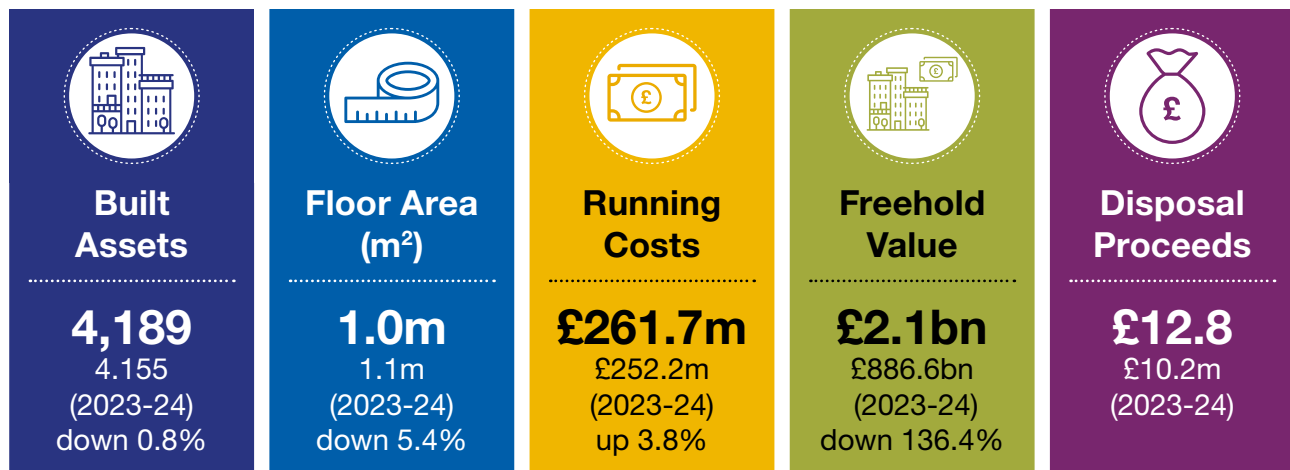 Built
Assets
4,189
4.155
(2023-24)
down 0.8%
Floor Area
(m²)
1.0m
1.1m
(2023-24)
down 5.4%
£
Running
Costs
£261.7m
£252.2m
(2023-24)
up 3.8%
£
Freehold
Value
£2.1bn
£886.6bn
(2023-24)
down 136.4%
£
Disposal
Proceeds
£12.8
£10.2m
(2023-24)